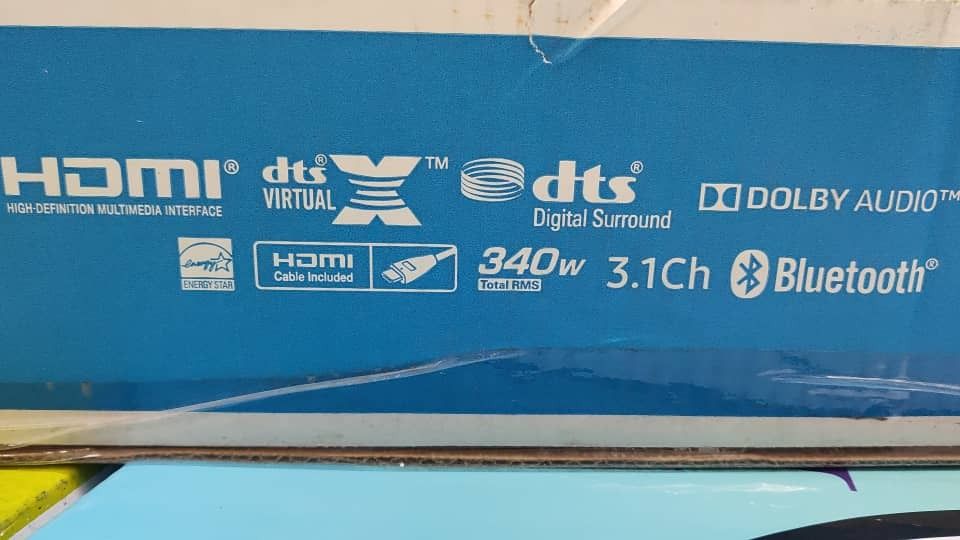 HDMI® dts® VIRTUAL X™ dts® Digital Surround DOLBY AUDIO™
HIGH-DEFINITION MULTIMEDIA INTERFACE
energy ENERGY STAR HDMI Cable Included 340W Total RMS 3.1Ch Bluetooth®